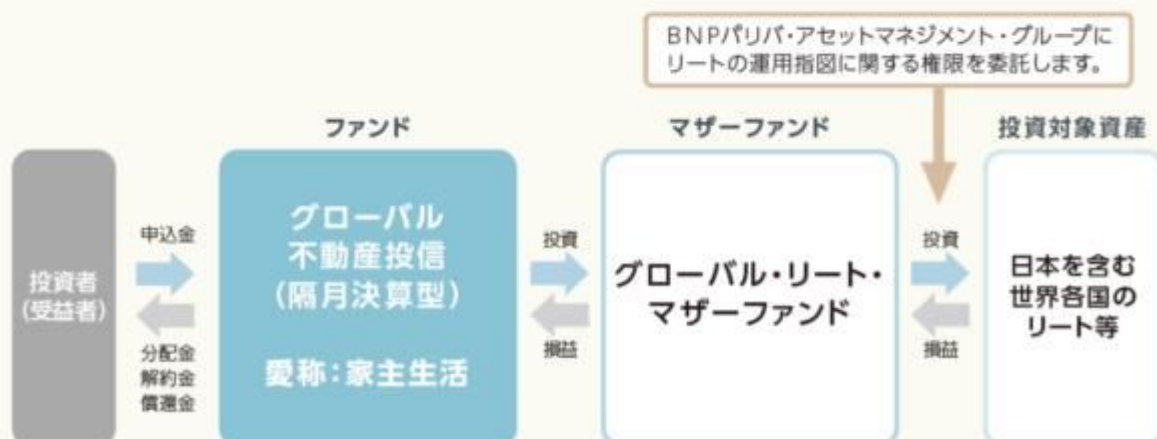 BNPパリバ・アセットマネジメント・グループに
リートの運用指図に関する権限を委託します。
ファンド
マザーファンド
投資対象資産
投資者
(受益者)
申込金
分配金
解約金
償還金
グローバル
不動産投信
(隔月決算型)
愛称:家主生活
投資
損益
グローバル・リート・
マザーファンド
投資
損益
日本を含む
世界各国の
リート等